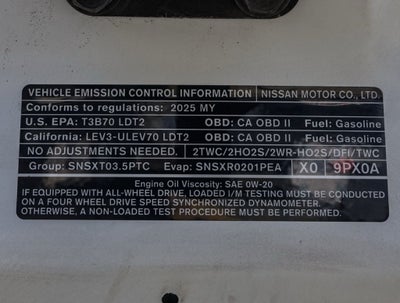 VEHICLE EMISSION CONTROL INFORMATION NISSAN MOTOR CO., LTD.
Conforms to regulations: 2025 MY
U.S. EPA: T3B70 LDT2 OBD: CA OBD II Fuel: Gasoline
California: LEV3-ULEV70 LDT2 OBD: CA OBD II Fuel: Gasoline
NO ADJUSTMENTS NEEDED. 2TWC/2HO2S/2WR-HO2S/DFI/TWC
Group: SNSXT03.5PTC Evap: SNSXR0201PEA X0 9PX0A
Engine Oil Viscosity: SAE 0W-20
IF EQUIPPED WITH ALL-WHEEL DRIVE, LOADED I/M TESTING MUST BE CONDUCTED
ON A FOUR WHEEL DRIVE SPEED SYNCHRONIZED DYNAMOMETER.
OTHERWISE, A NON-LOADED TEST PROCEDURE MUST BE PERFORMED.